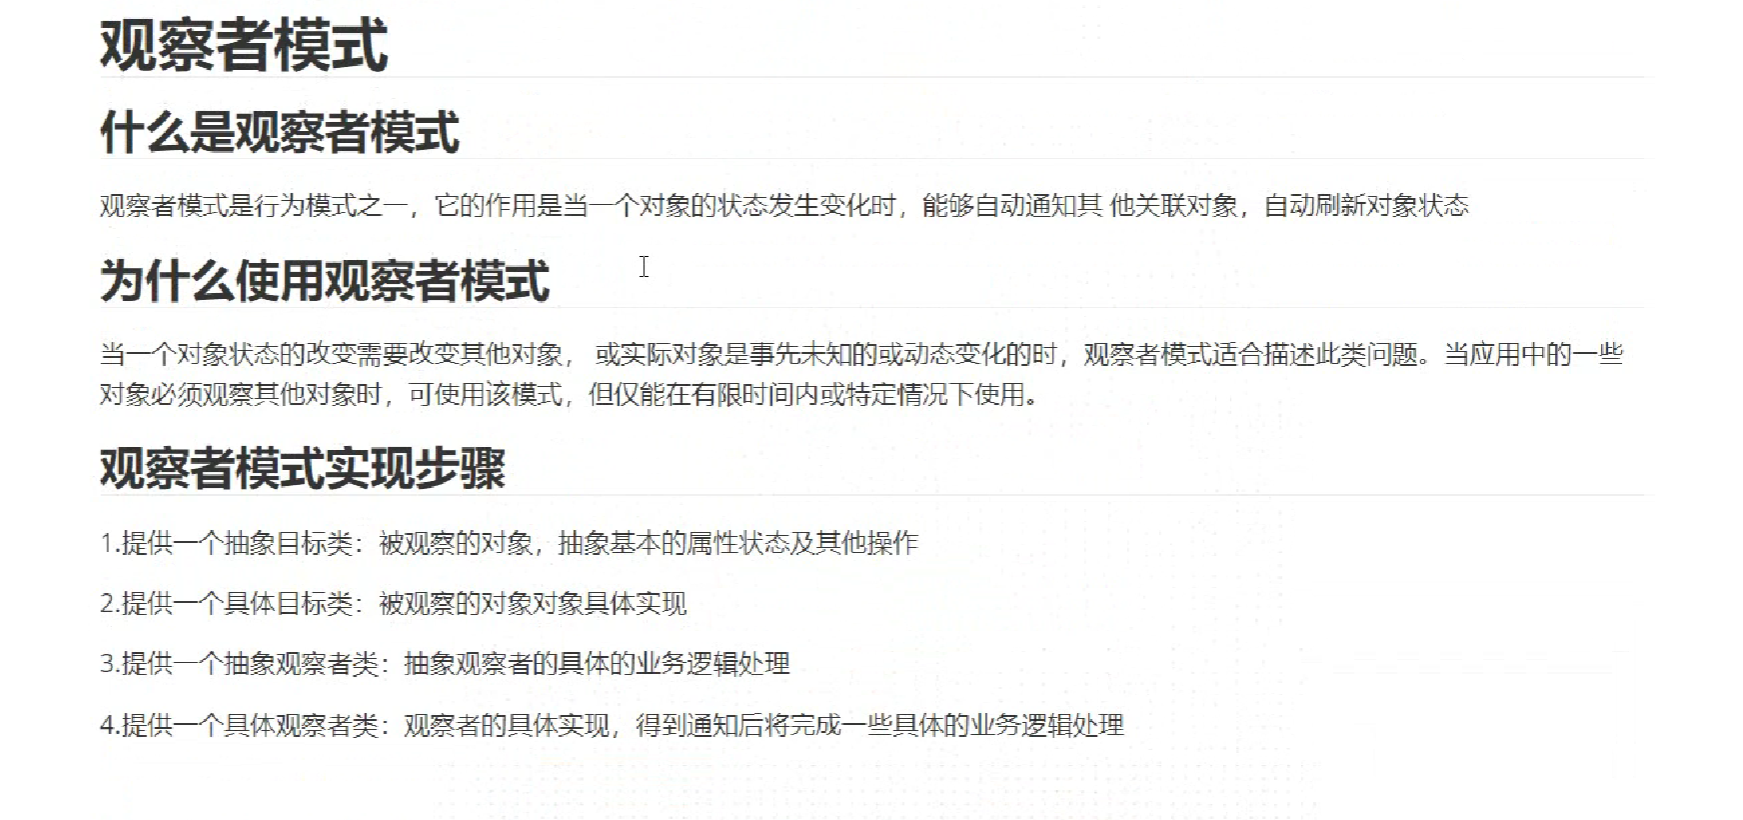 观察者模式
什么是观察者模式
观察者模式是行为模式之一，它的作用是当一个对象的状态发生变化时，能够自动通知其 他关联对象，自动刷新对象状态
为什么使用观察者模式
当一个对象状态的改变需要改变其他对象， 或实际对象是事先未知的或动态变化的时，观察者模式适合描述此类问题。当应用中的一些
对象必须观察其他对象时，可使用该模式，但仅能在有限时间内或特定情况下使用。
观察者模式实现步骤
1.提供一个抽象目标类：被观察的对象，抽象基本的属性状态及其他操作
2.提供一个具体目标类：被观察的对象对象具体实现
3.提供一个抽象观察者类：抽象观察者的具体的业务逻辑处理
4.提供一个具体观察者类：观察者的具体实现，得到通知后将完成一些具体的业务逻辑处理